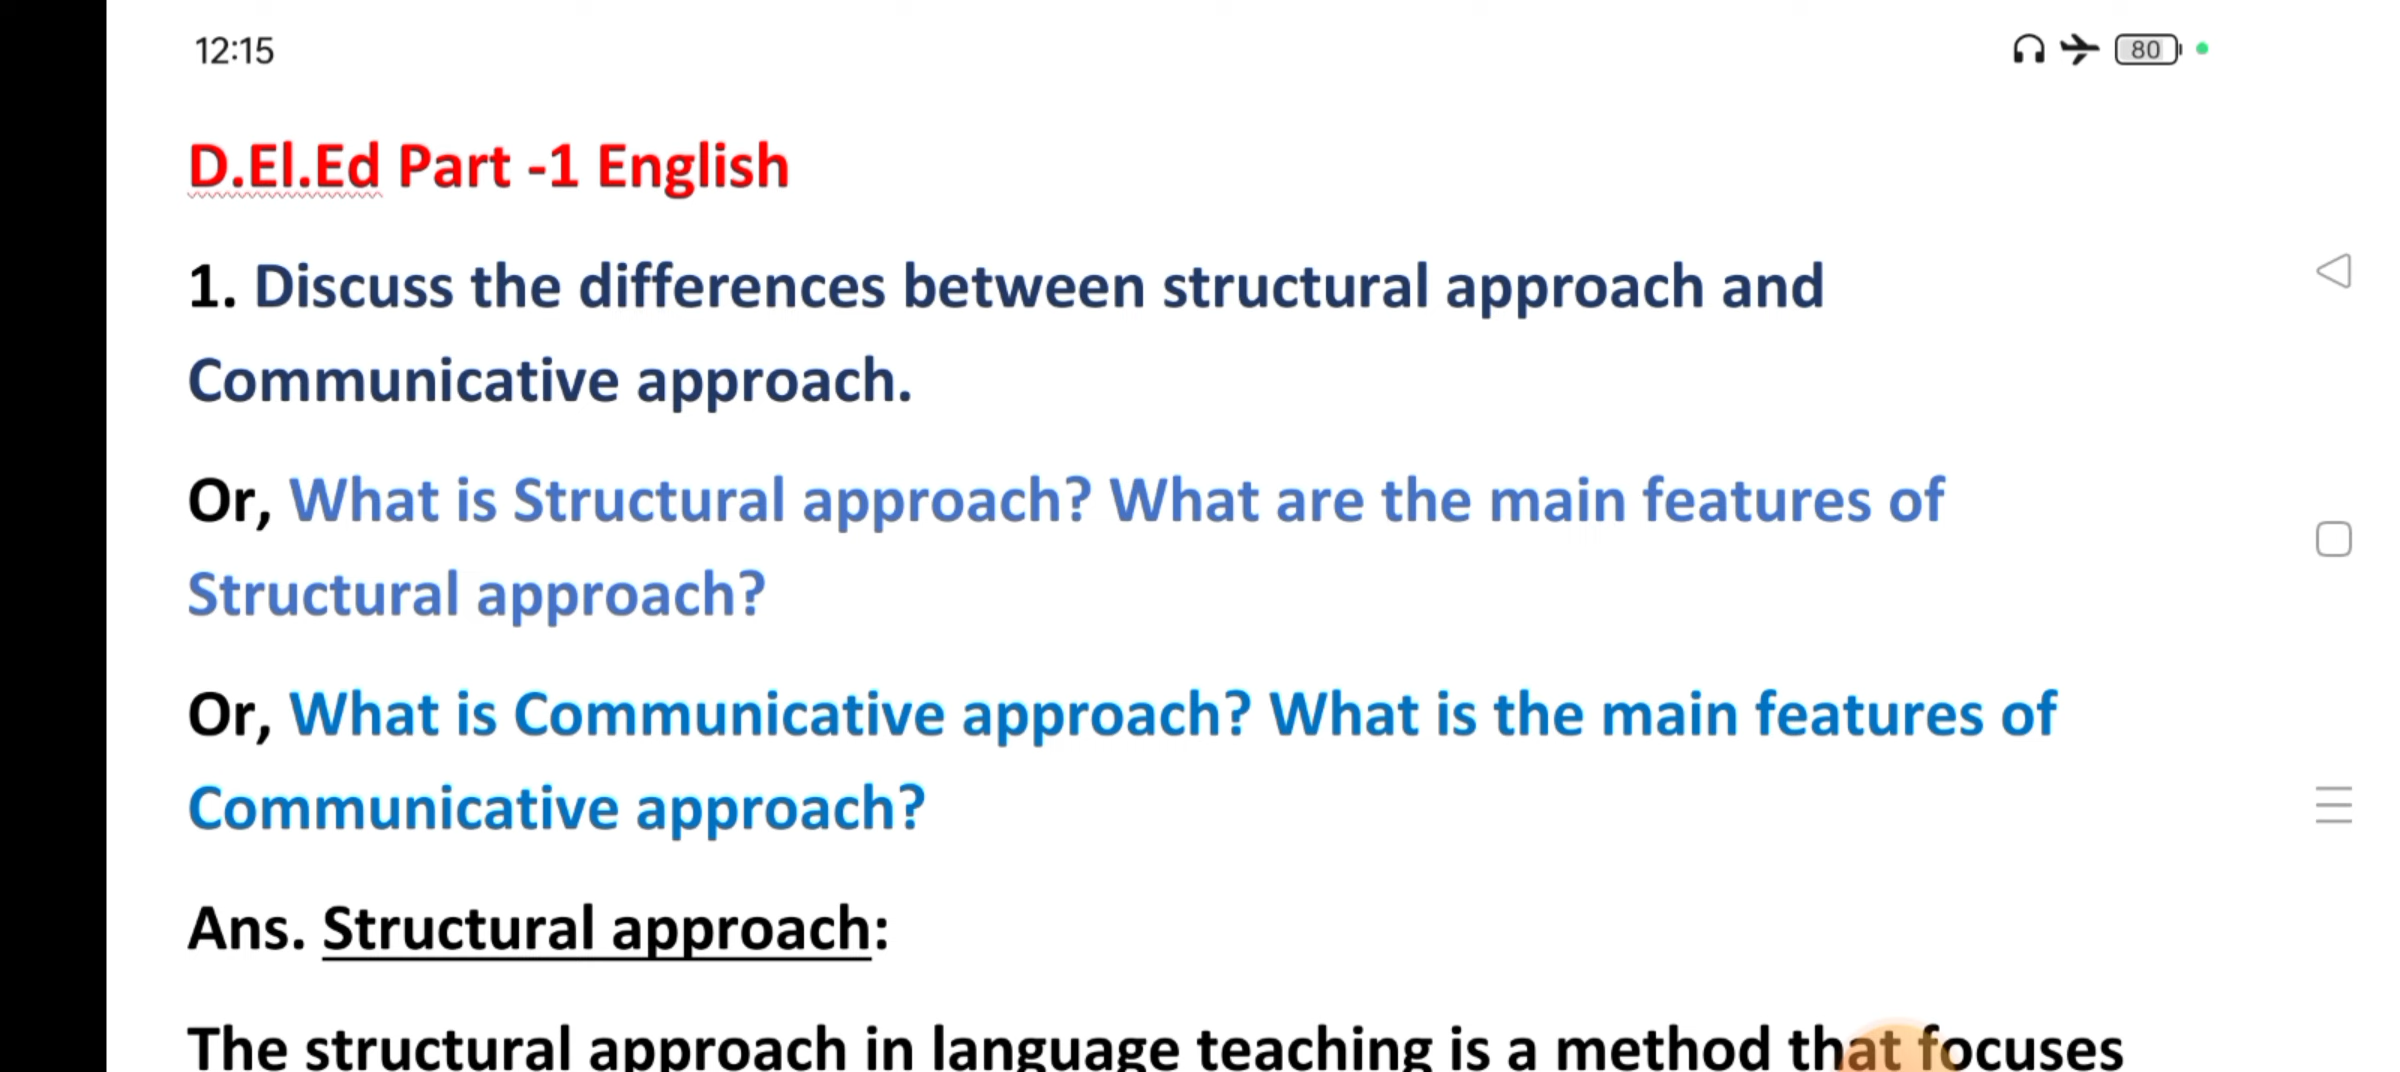 12:15
80
D.El.Ed Part -1 English
1. Discuss the differences between structural approach and
Communicative approach.
Or, What is Structural approach? What are the main features of
Structural approach?
Or, What is Communicative approach? What is the main features of
Communicative approach?
Ans. Structural approach:
The structural approach in language teaching is a method that focuses